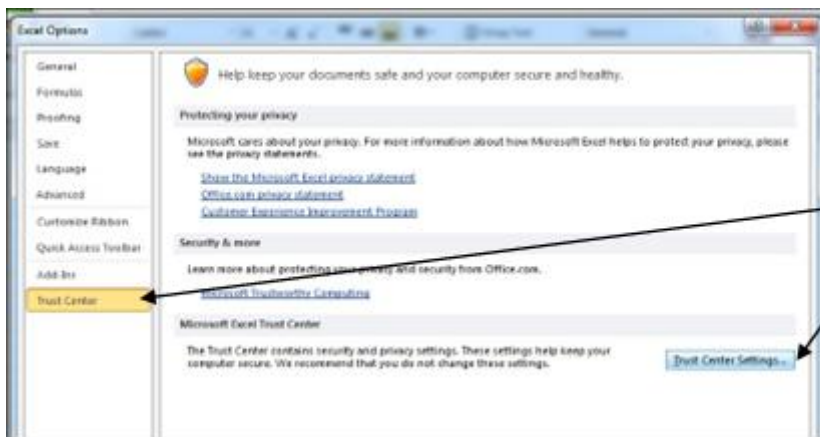 Excel Options
General
Formulas
Proofing
Save
Language
Advanced
Customize Ribbon
Quick Access Toolbar
Add-Ins
Trust Center
Help keep your documents safe and your computer secure and healthy.
Protecting your privacy
Microsoft cares about your privacy. For more information about how Microsoft Excel helps to protect your privacy, please
see the privacy statements.
Show the Microsoft Excel privacy statement
Office.com privacy statement
Customer Experience Improvement Program
Security & more
Learn more about protecting your privacy and security from Office.com.
Microsoft Trustworthy Computing
Microsoft Excel Trust Center
The Trust Center contains security and privacy settings. These settings help keep your
computer secure. We recommend that you do not change these settings.
Trust Center Settings...